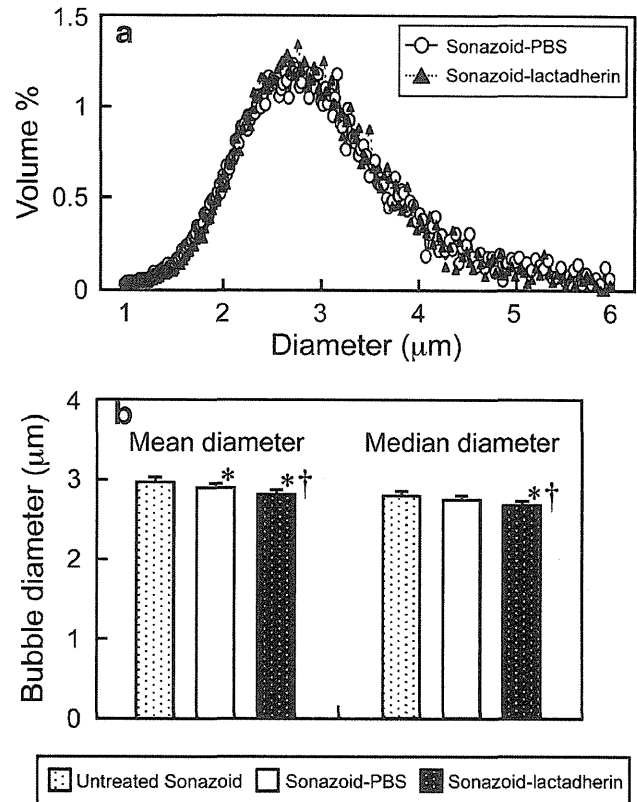 a
Sonazoid-PBS
Sonazoid-lactadherin
1.5
1
0.5
0
Volume %
1 2 3 4 5 6
Diameter (μm)
b
Mean diameter Median diameter
4
3
2
1
0
Bubble diameter (μm)
* *† *†
Untreated Sonazoid Sonazoid-PBS Sonazoid-lactadherin